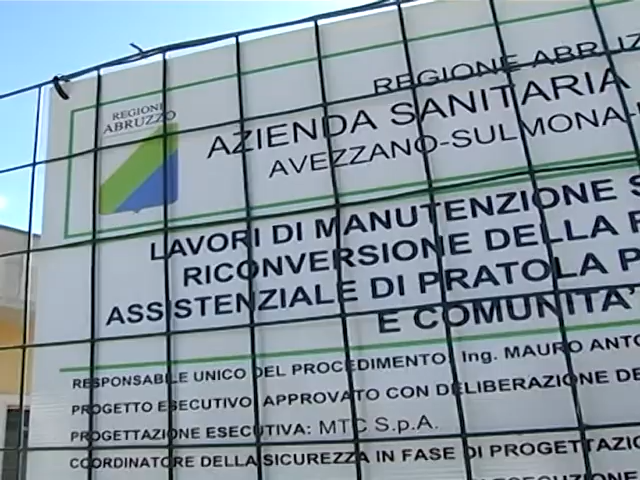 REGIONE
ABRUZZO
REGIONE ABRUZ
AZIENDA SANITARIA
AVEZZANO-SULMONA-
LAVORI DI MANUTENZIONE S
RICONVERSIONE DELLA
ASSISTENZIALE DI PRATOLA P
E COMUNITA'
RESPONSABILE UNICO DEL PROCEDIMENTO: Ing. MAURO ANTO
PROGETTO ESECUTIVO APPROVATO CON DELIBERAZIONE DE
PROGETTAZIONE ESECUTIVA: MTC S.p.A.
COORDINATORE DELLA SICUREZZA IN FASE DI PROGETTAZIO